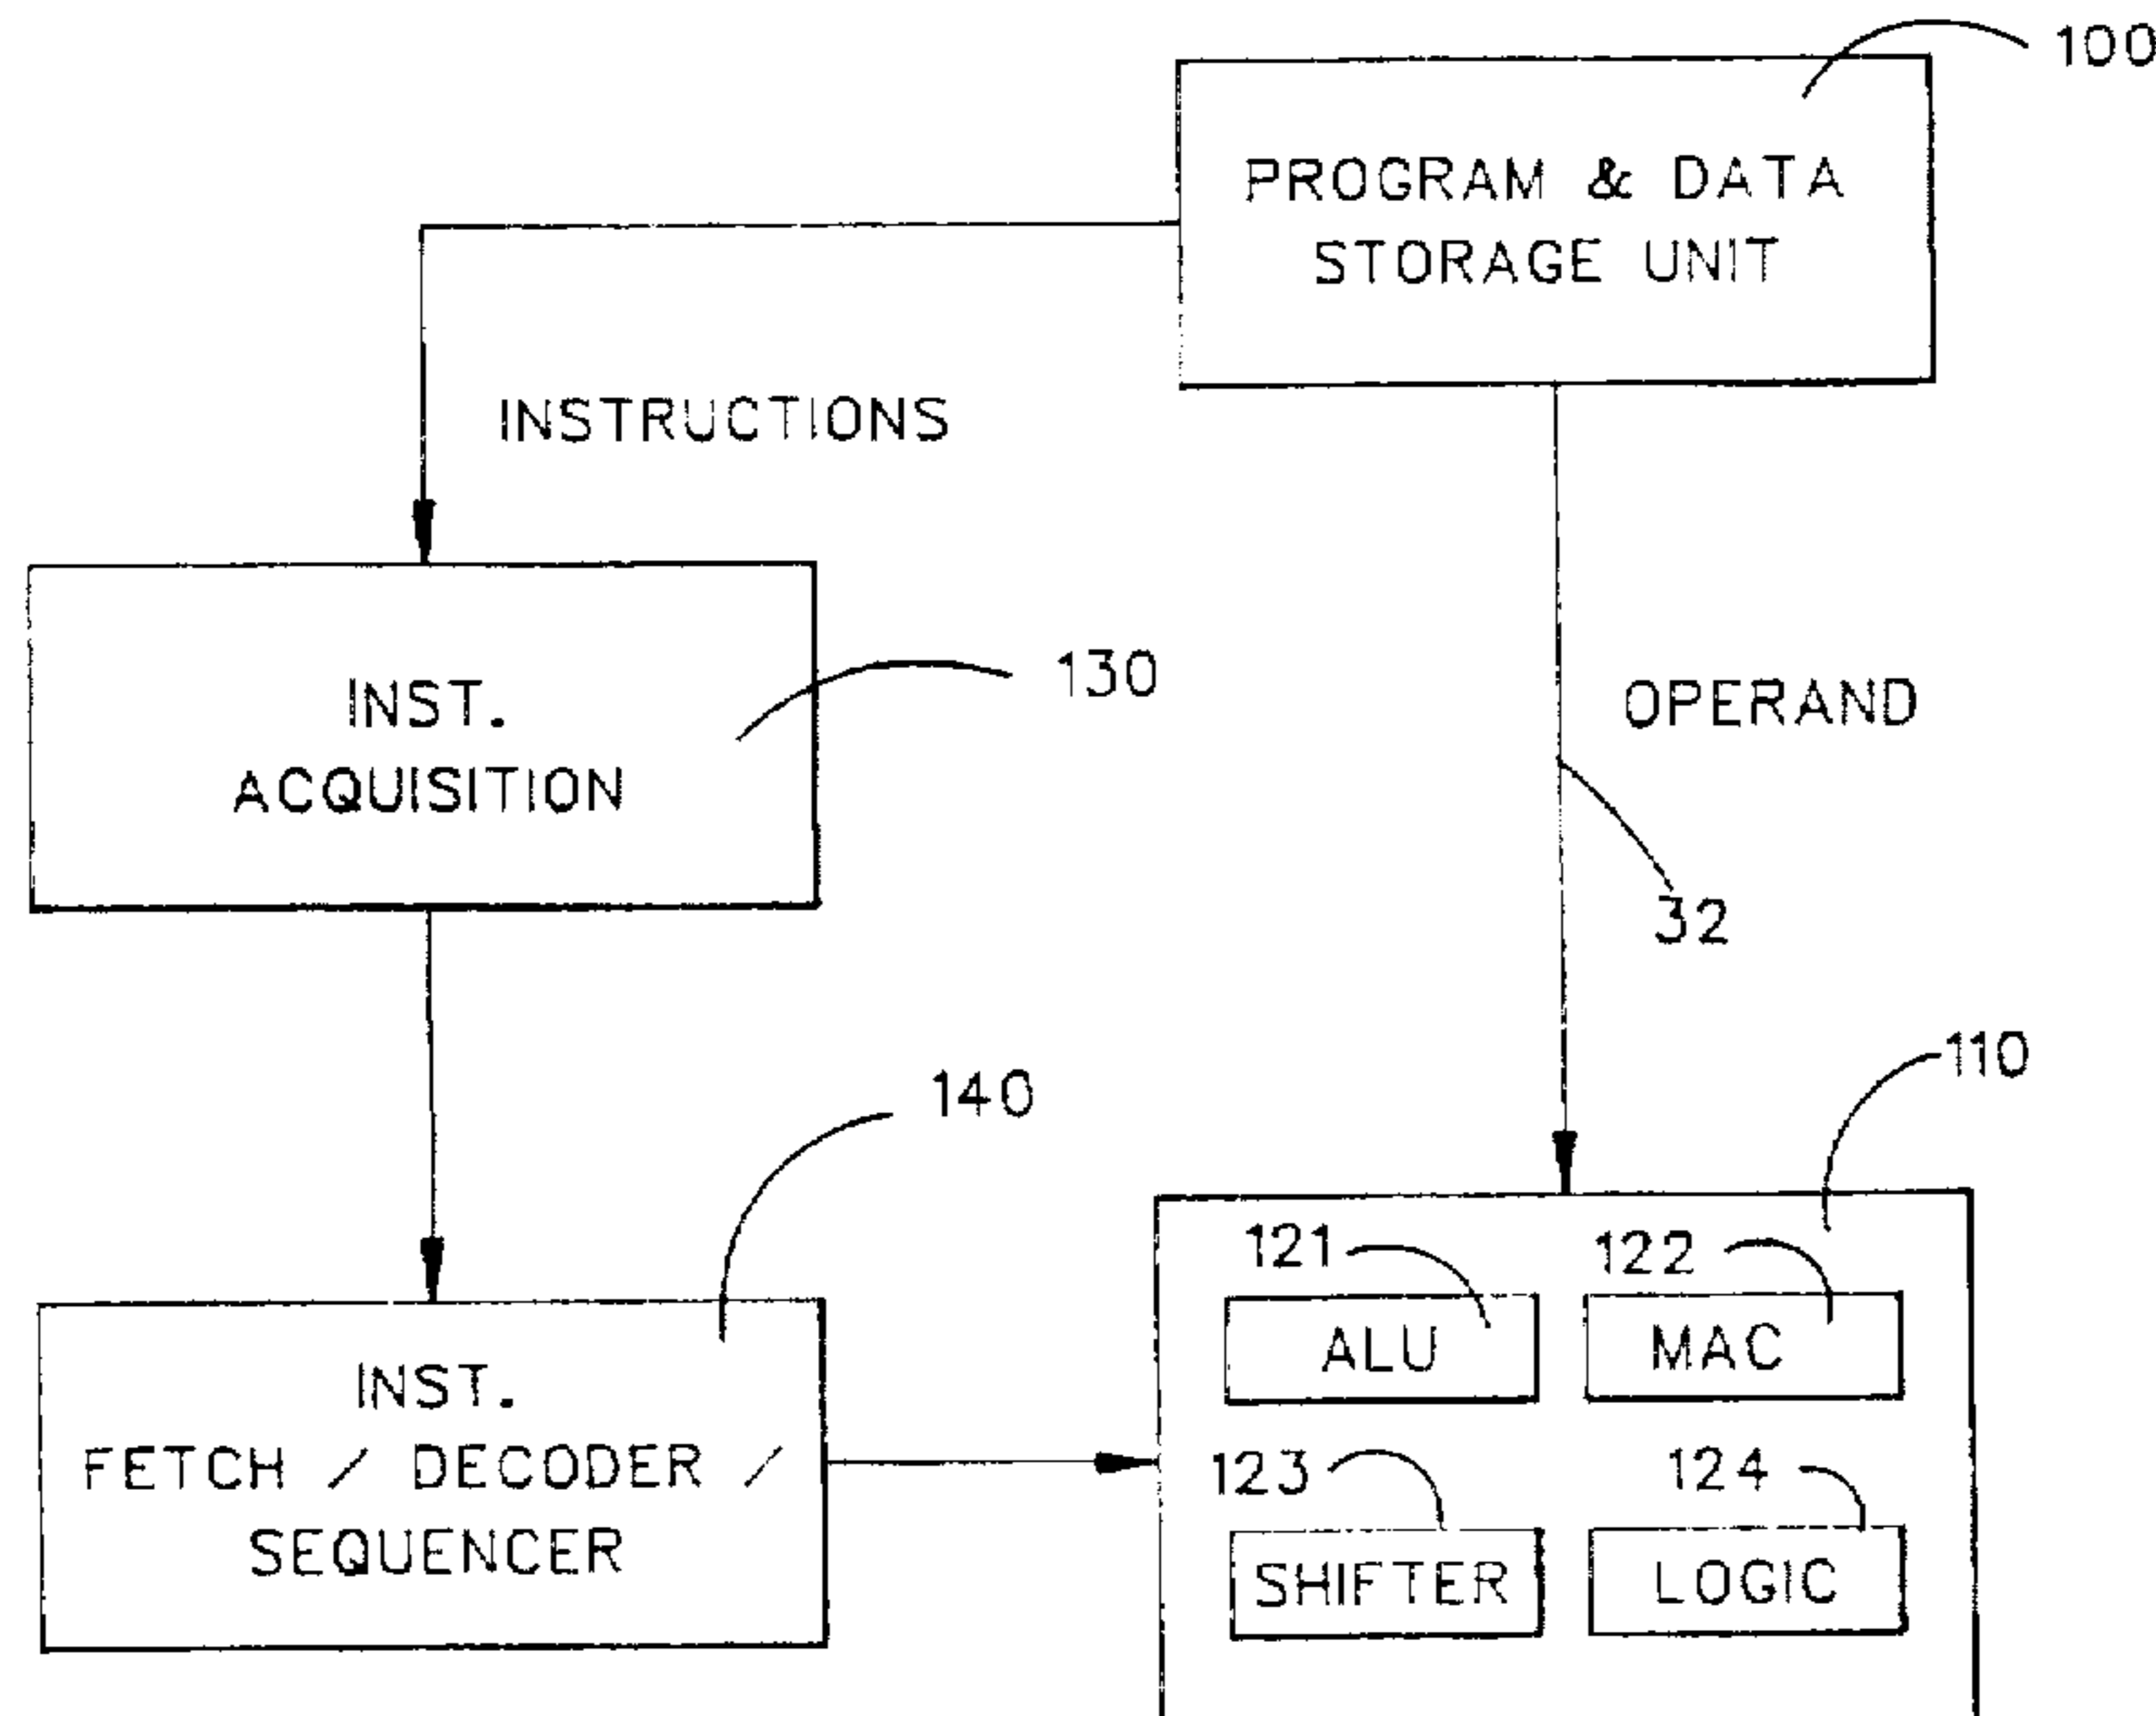 100
PROGRAM & DATA
STORAGE UNIT
INSTRUCTIONS
INST.
ACQUISITION
130
OPERAND
32
140
110
INST.
FETCH / DECODER /
SEQUENCER
121
122
ALU
MAC
123
124
SHIFTER
LOGIC